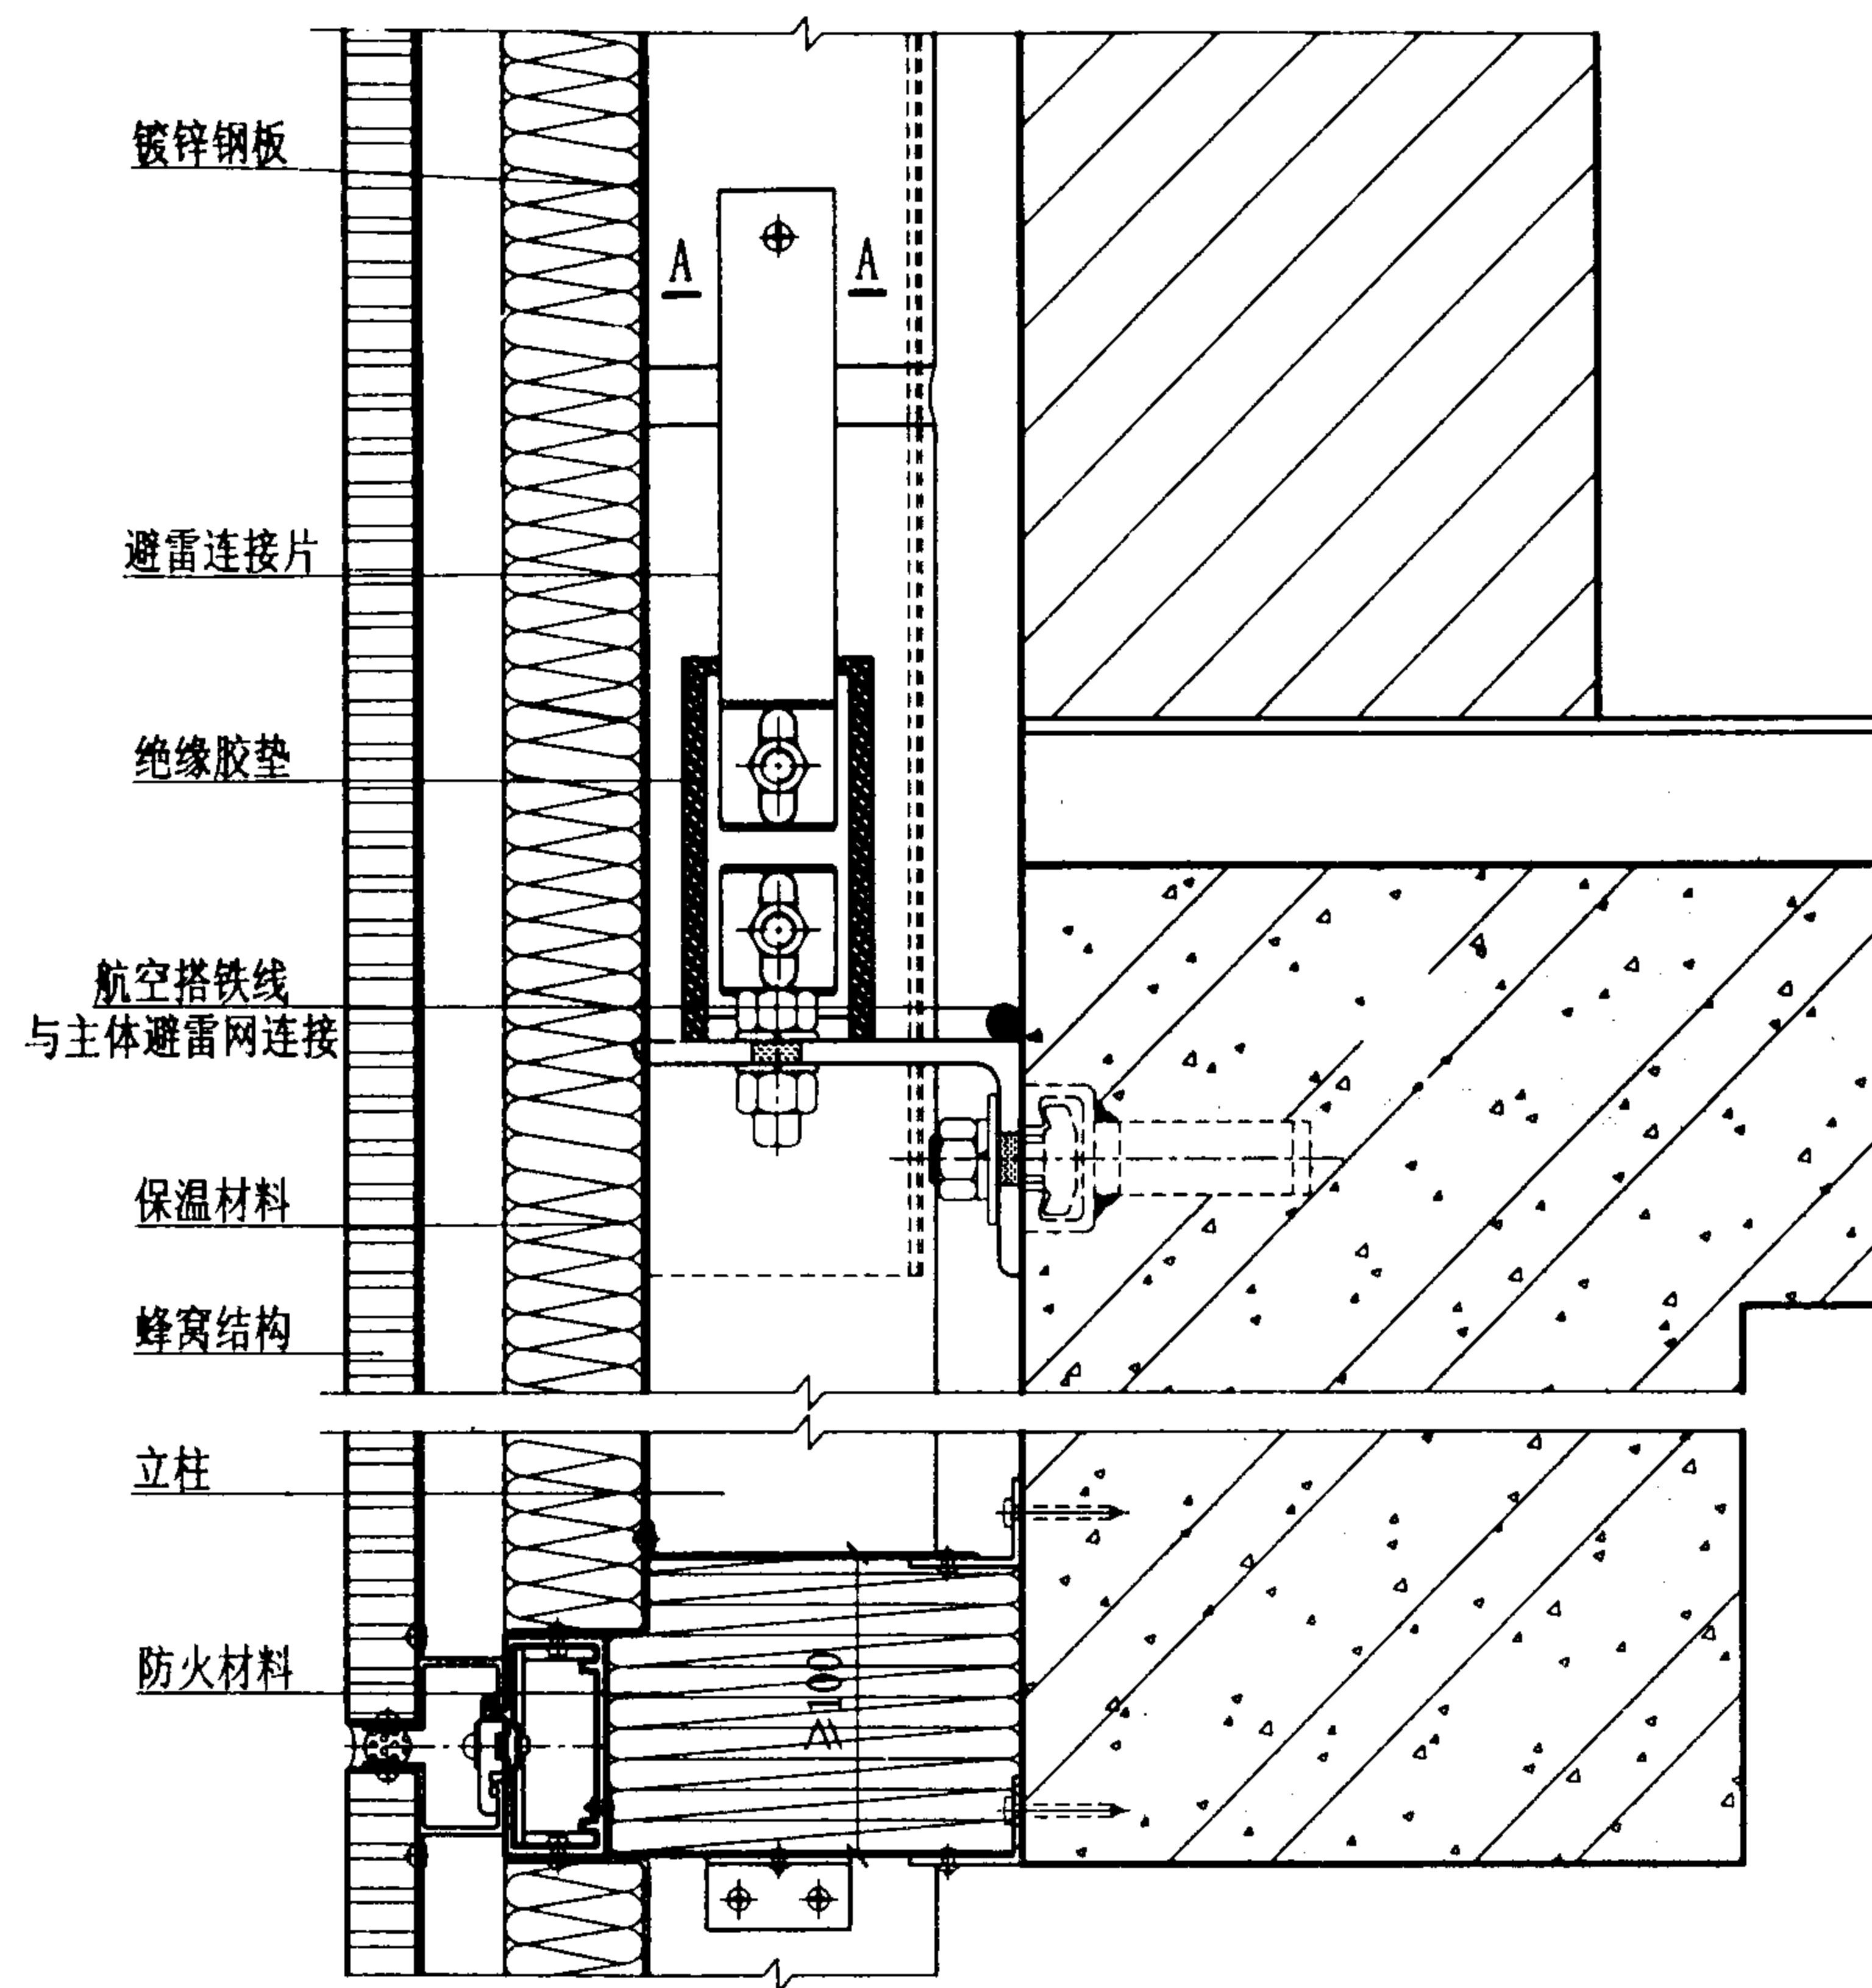 镀锌钢板
A A
避雷连接片
绝缘胶垫
航空搭铁线
与主体避雷网连接
保温材料
蜂窝结构
立柱
防火材料
≥100